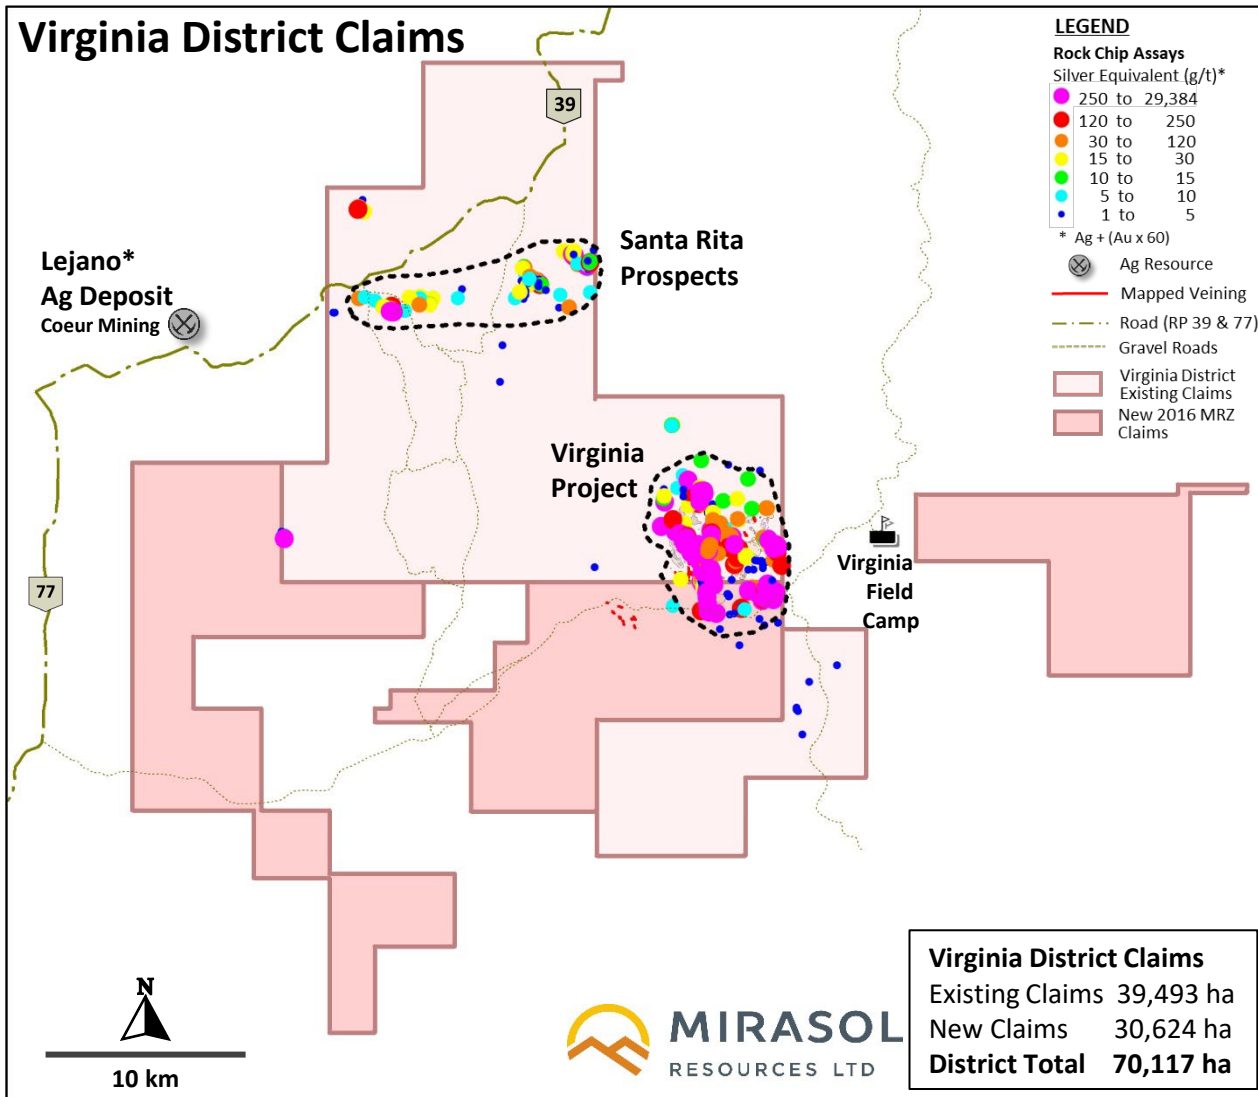 Virginia District Claims
39
LEGEND
Rock Chip Assays
Silver Equivalent (g/t)*
250 to 29,384
120 to 250
30 to 120
15 to 30
10 to 15
5 to 10
1 to 5
* Ag + (Au x 60)
Ag Resource
Mapped Veining
Road (RP 39 & 77)
Gravel Roads
Virginia District
Existing Claims
New 2016 MRZ
Claims
Santa Rita
Prospects
Lejano*
Ag Deposit
Coeur Mining
Virginia
Project
Virginia
Field
Camp
77
N
10 km
MIRASOL
RESOURCES LTD
Virginia District Claims
Existing Claims 39,493 ha
New Claims 30,624 ha
District Total 70,117 ha